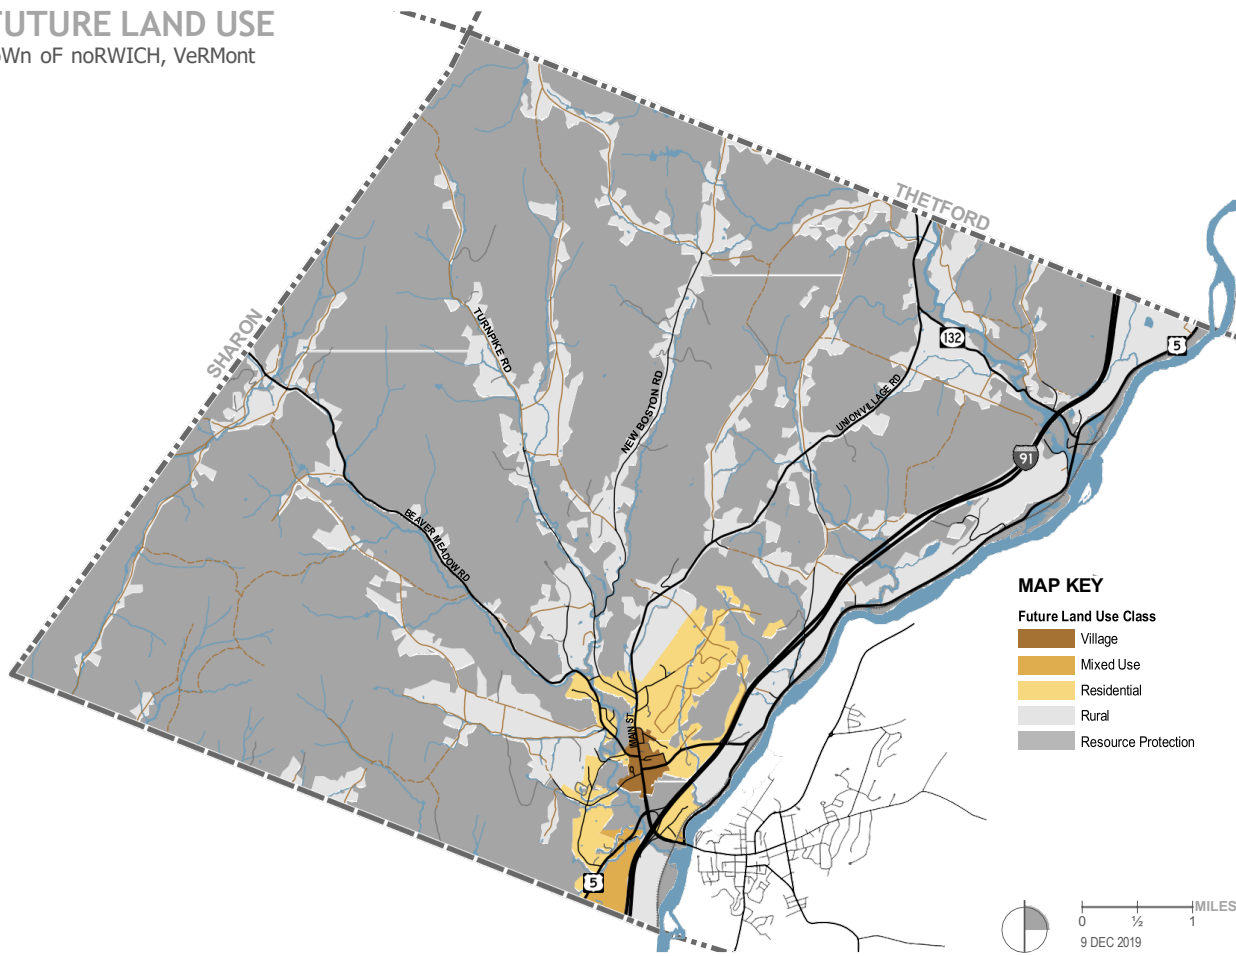 FUTURE LAND USE
oWn oF noRWICH, VeRMont
THETFORD
SHARON
TURNPIKE RD
NEW BOSTON RD
UNION VILLAGE RD
132
5
91
BEAVER MEADOW RD
MAIN ST
5
MAP KEY
Future Land Use Class
Village
Mixed Use
Residential
Rural
Resource Protection
MILES
0 ½ 1
9 DEC 2019